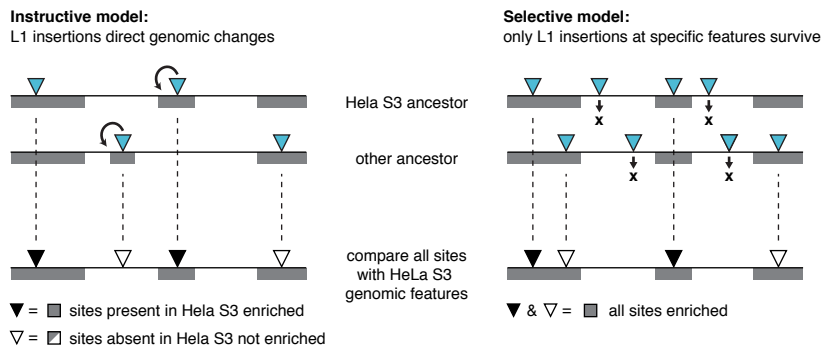 Instructive model:
L1 insertions direct genomic changes
Selective model:
only L1 insertions at specific features survive
Hela S3 ancestor
x
x
other ancestor
x
x
compare all sites
with HeLa S3
genomic features
▼ = sites present in Hela S3 enriched
▽ = sites absent in Hela S3 not enriched
▼ & ▽ = all sites enriched